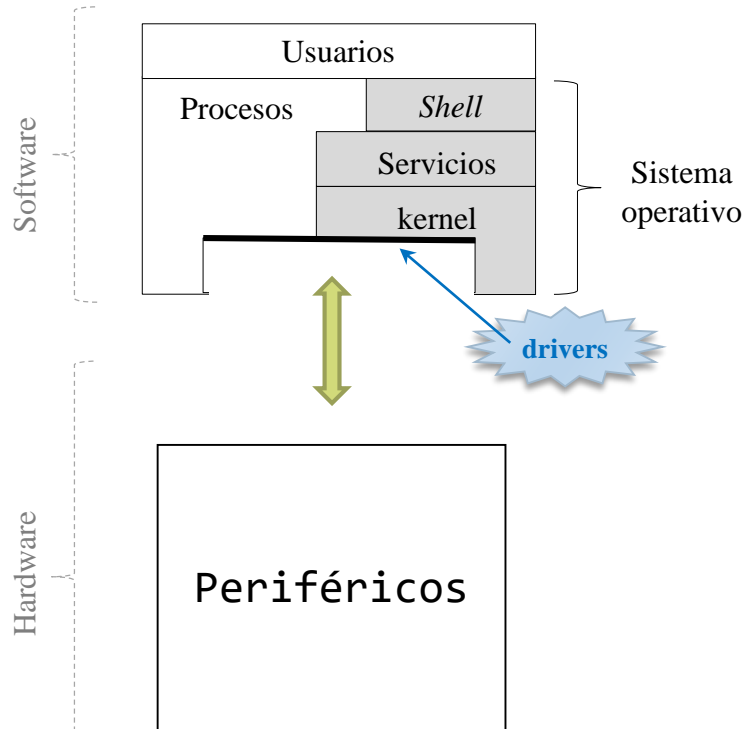 Software
Usuarios
Procesos
Shell
Servicios
kernel
Sistema
operativo
drivers
Hardware
Periféricos